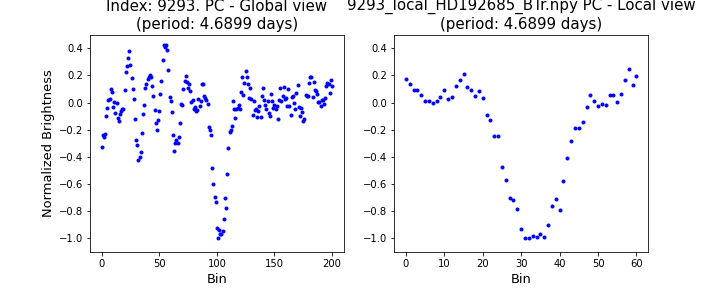 Index: 9293. PC - Global view
(period: 4.6899 days)
9293_local_HD192685_BTr.npy PC - Local view
(period: 4.6899 days)
Normalized Brightness
0.4
0.2
0.0
−0.2
−0.4
−0.6
−0.8
−1.0
0 50 100 150 200
Bin
0.4
0.2
0.0
−0.2
−0.4
−0.6
−0.8
−1.0
0 10 20 30 40 50 60
Bin